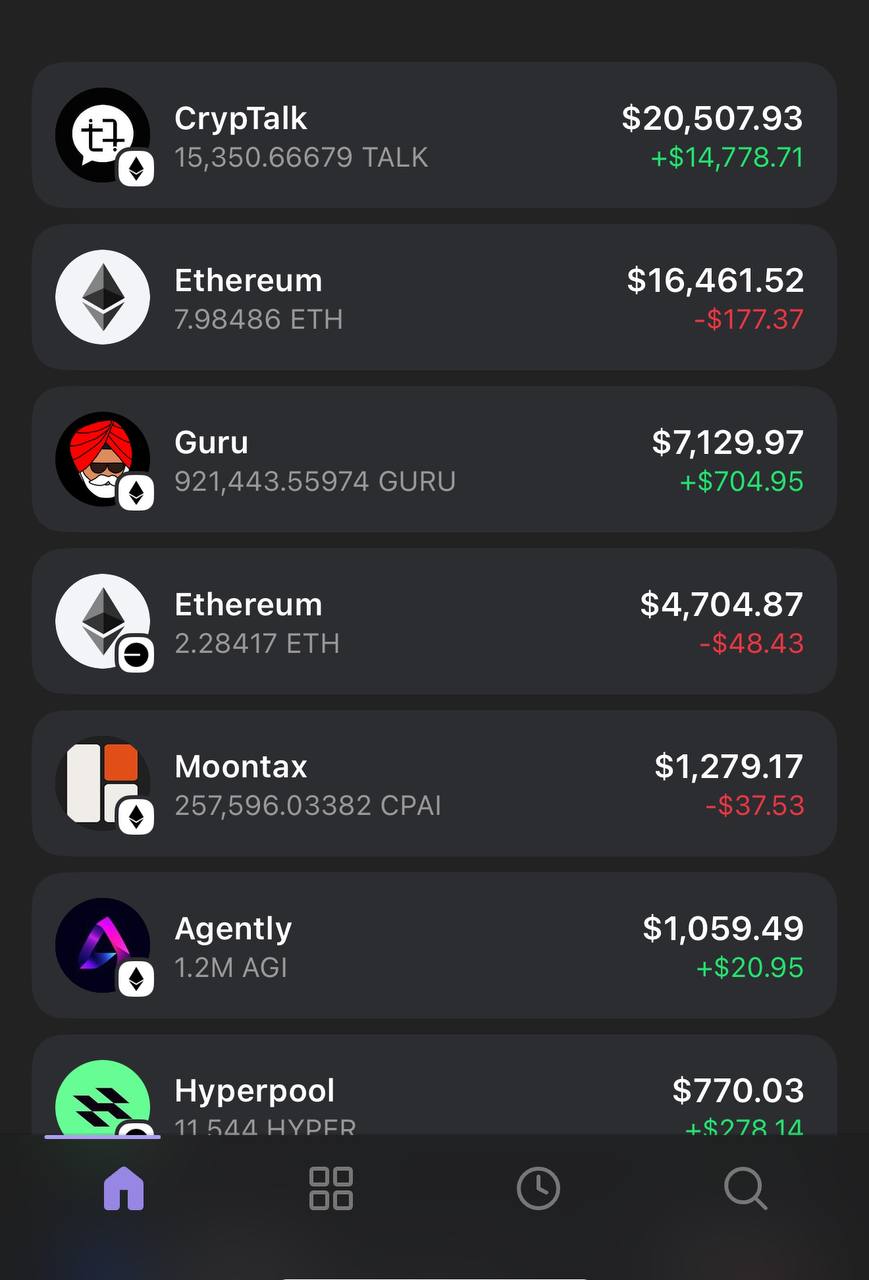 CrypTalk
$20,507.93
15,350.66679 TALK
+$14,778.71
Ethereum
$16,461.52
7.98486 ETH
-$177.37
Guru
$7,129.97
921,443.55974 GURU
+$704.95
Ethereum
$4,704.87
2.28417 ETH
-$48.43
Moontax
$1,279.17
257,596.03382 CPAI
-$37.53
Agently
$1,059.49
1.2M AGI
+$20.95
Hyperpool
$770.03
11,544 HYPER
+$278.14